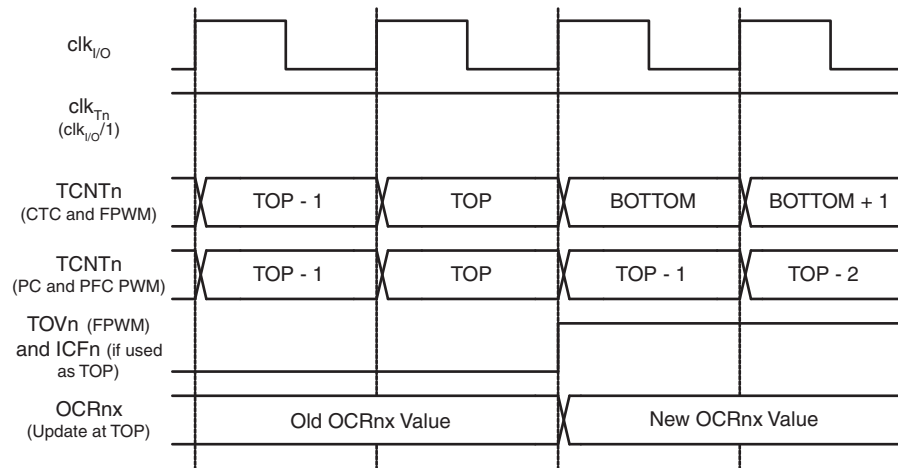 clkI/O
clkTn
(clkI/O/1)
TCNTn
(CTC and FPWM)
TOP - 1
TOP
BOTTOM
BOTTOM + 1
TCNTn
(PC and PFC PWM)
TOP - 1
TOP
TOP - 1
TOP - 2
TOVn (FPWM)
and ICFn (if used
as TOP)
OCRnx
(Update at TOP)
Old OCRnx Value
New OCRnx Value